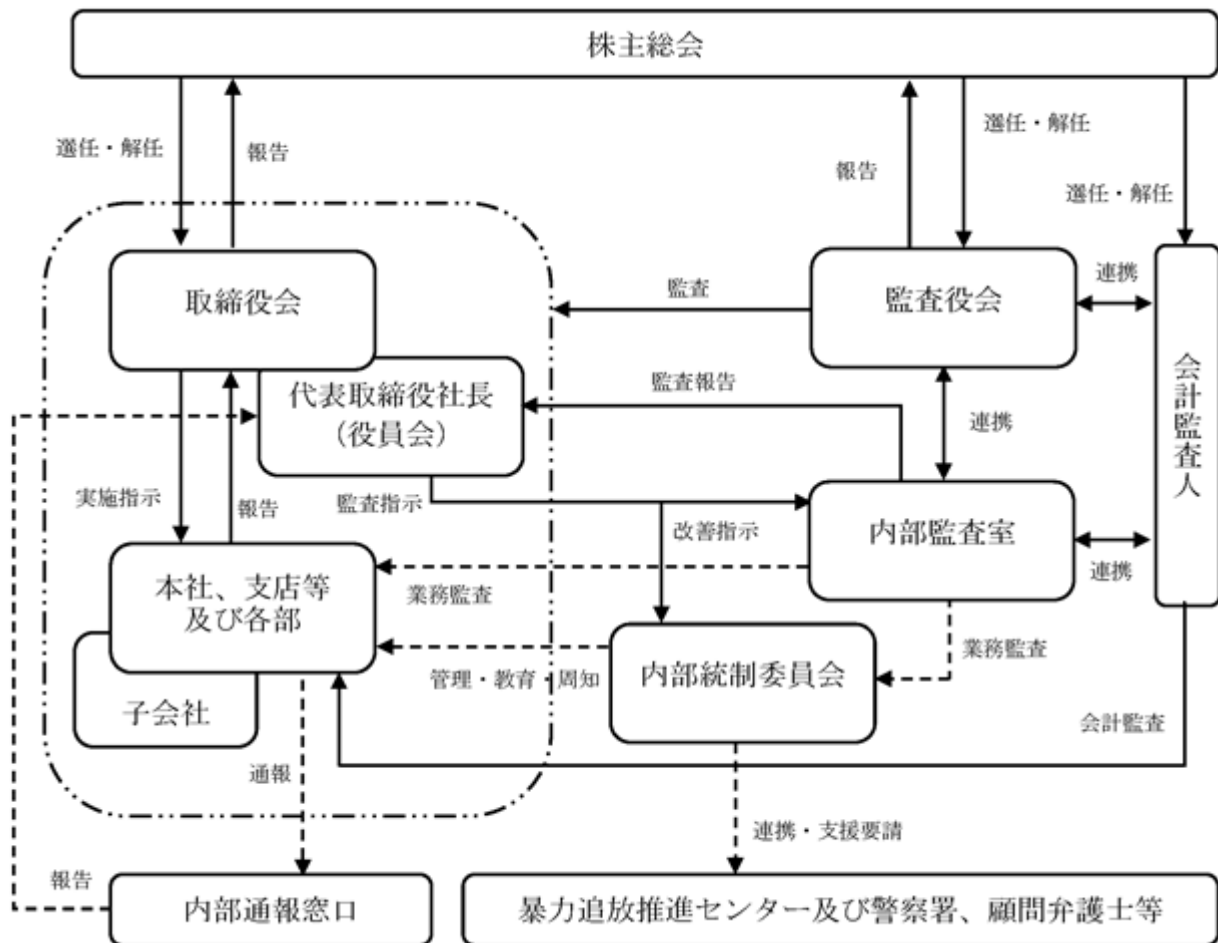 株主総会
選任・解任
報告
報告
選任・解任
選任・解任
取締役会
監査
監査役会
連携
会計監査人
代表取締役社長
（役員会）
監査報告
連携
実施指示
報告
監査指示
改善指示
内部監査室
連携
本社、支店等
及び各部
業務監査
業務監査
子会社
管理・教育・周知
内部統制委員会
会計監査
通報
連携・支援要請
報告
内部通報窓口
暴力追放推進センター及び警察署、顧問弁護士等